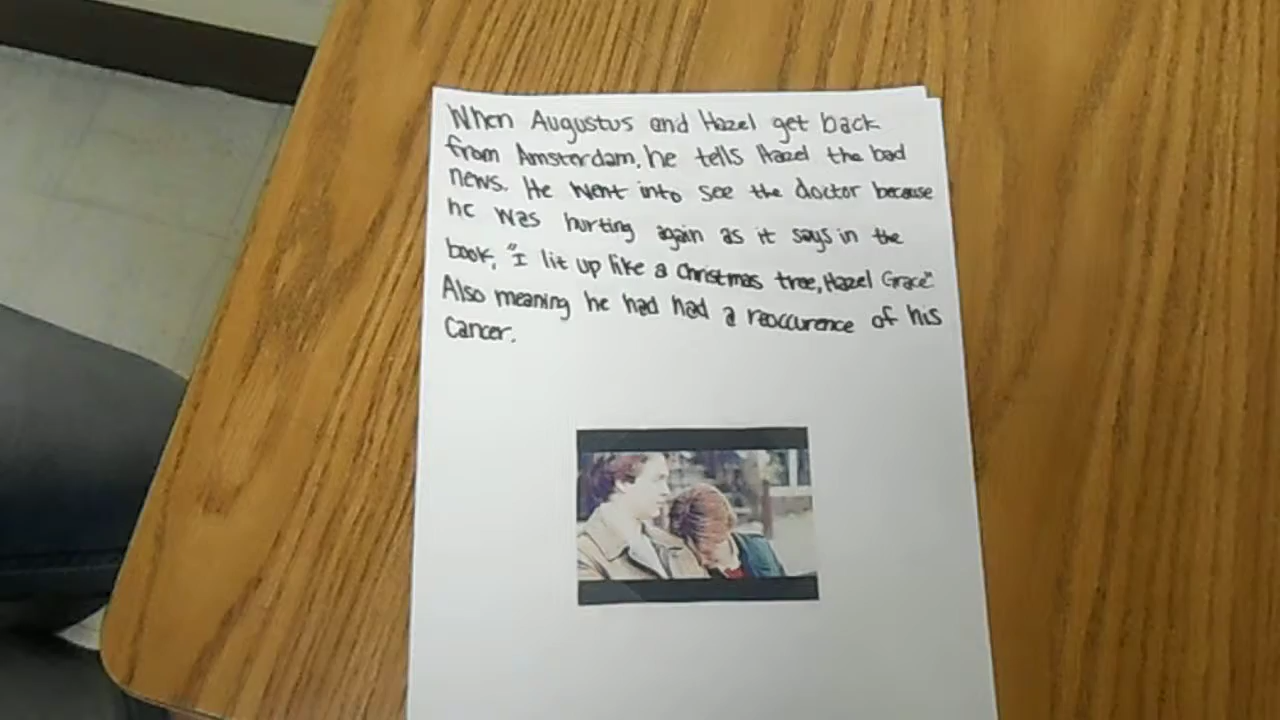 When Augustus and Hazel get back
from Amsterdam, he tells Hazel the bad
news. He went into see the doctor because
he was hurting again as it says in the
book, "I lit up like a Christmas tree, Hazel Grace".
Also meaning he had had a reoccurence of his
Cancer.